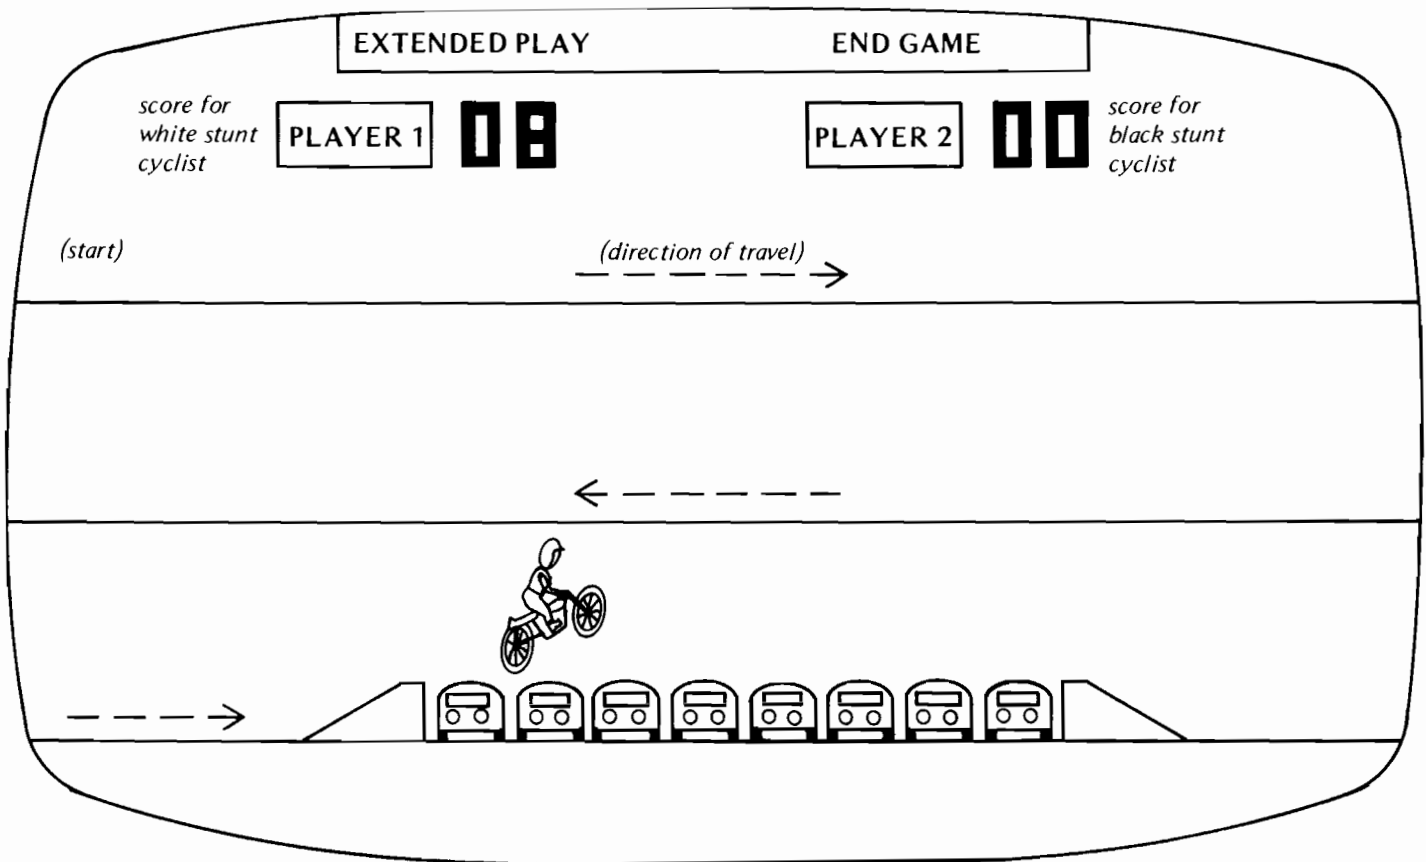 EXTENDED PLAY END GAME
score for
white stunt
cyclist
PLAYER 1 08
PLAYER 2 00
score for
black stunt
cyclist
(start)
(direction of travel)